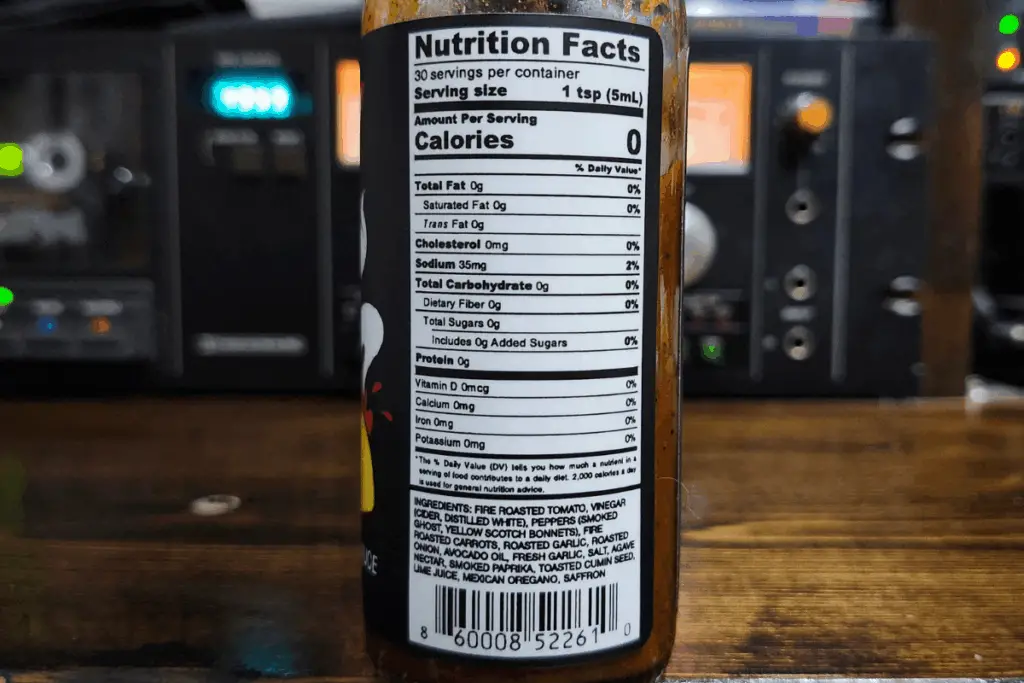 Nutrition Facts
30 servings per container
Serving size 1 tsp (5mL)
Amount Per Serving
Calories 0
% Daily Value*
Total Fat 0g 0%
Saturated Fat 0g 0%
Trans Fat 0g
Cholesterol 0mg 0%
Sodium 35mg 2%
Total Carbohydrate 0g 0%
Dietary Fiber 0g 0%
Total Sugars 0g
Includes 0g Added Sugars 0%
Protein 0g
Vitamin D 0mcg 0%
Calcium 0mg 0%
Iron 0mg 0%
Potassium 0mg 0%
*The % Daily Value (DV) tells you how much a nutrient in a
serving of food contributes to a daily diet. 2,000 calories a day
is used for general nutrition advice.
INGREDIENTS: FIRE ROASTED TOMATO, VINEGAR
(CIDER, DISTILLED WHITE), PEPPERS (SMOKED
GHOST, YELLOW SCOTCH BONNETS), FIRE
ROASTED CARROTS, ROASTED GARLIC, ROASTED
ONION, AVOCADO OIL, FRESH GARLIC, SALT, AGAVE
NECTAR, SMOKED PAPRIKA, TOASTED CUMIN SEED,
LIME JUICE, MEXICAN OREGANO, SAFFRON
8 60008 52261 0